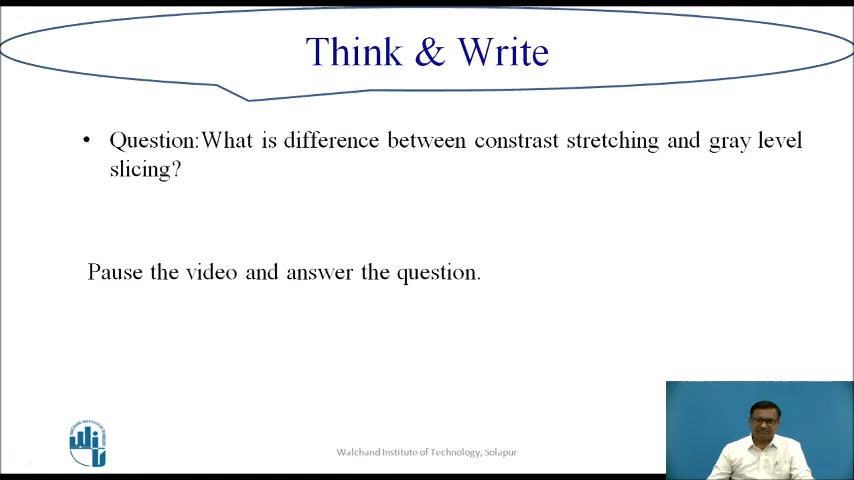 Think & Write
• Question:What is difference between constrast stretching and gray level
slicing?
Pause the video and answer the question.
Walchand Institute of Technology, Solapur